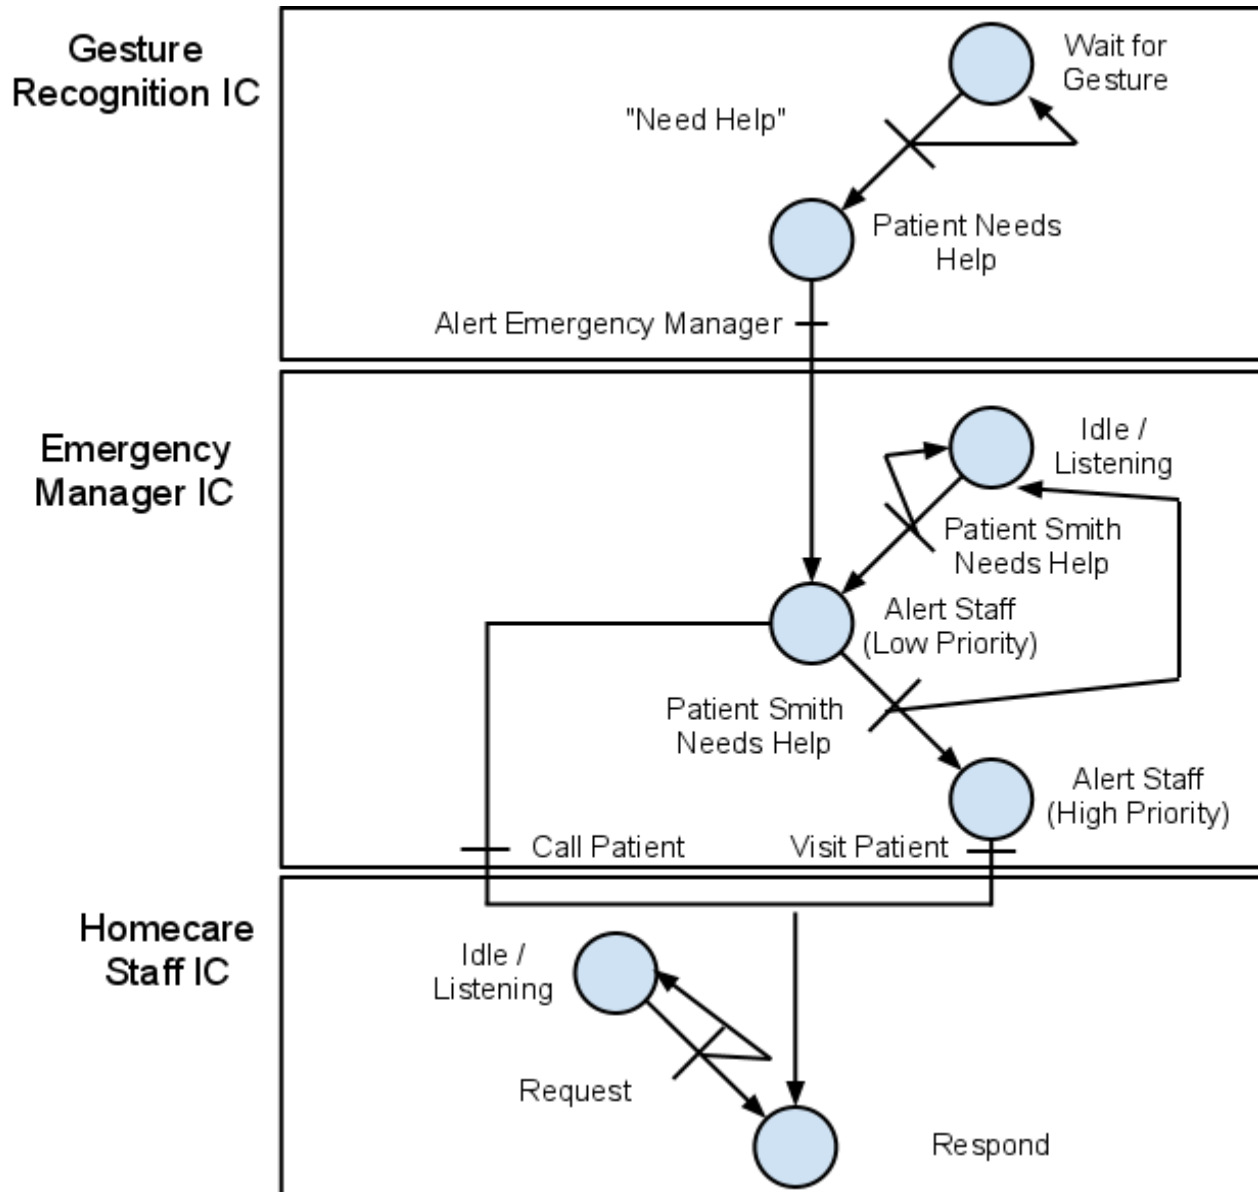 Gesture
Recognition IC
Wait for
Gesture
"Need Help"
Patient Needs
Help
Alert Emergency Manager
Emergency
Manager IC
Idle /
Listening
Patient Smith
Needs Help
Alert Staff
(Low Priority)
Patient Smith
Needs Help
Alert Staff
(High Priority)
Call Patient
Visit Patient
Homecare
Staff IC
Idle /
Listening
Request
Respond